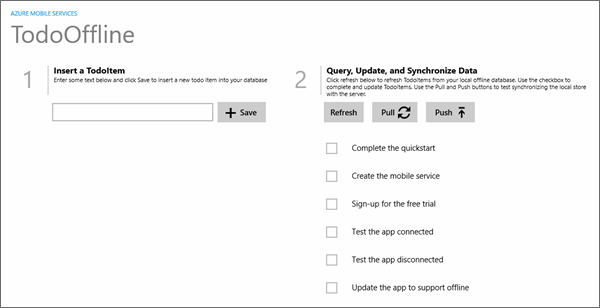 AZURE MOBILE SERVICES
TodoOffline
1
Insert a TodoItem
Enter some text below and click Save to insert a new todo item into your database
Save
2
Query, Update, and Synchronize Data
Click refresh below to refresh TodoItems from your local offline database. Use the checkbox to
complete and update TodoItems. Use the Pull and Push buttons to test synchronizing the local store
with the server.
Refresh Pull Push
Complete the quickstart
Create the mobile service
Sign-up for the free trial
Test the app connected
Test the app disconnected
Update the app to support offline